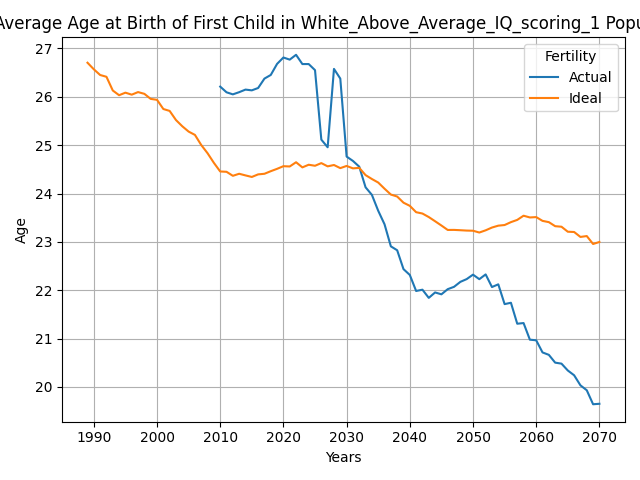 Average Age at Birth of First Child in White_Above_Average_IQ_scoring_1 Popu
Fertility
Actual
Ideal
27
26
25
24
23
22
21
20
Age
1990 2000 2010 2020 2030 2040 2050 2060 2070
Years